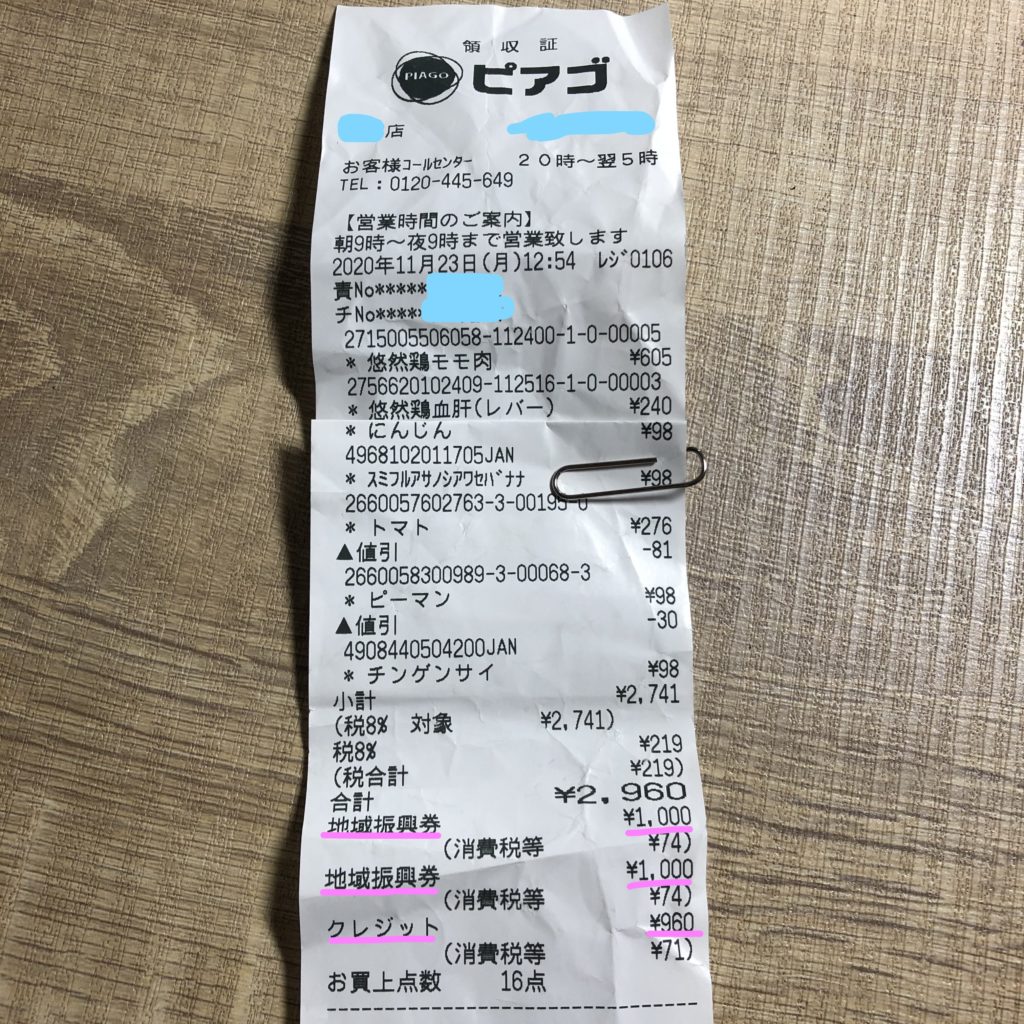 領収証
PIAGO ピアゴ
店
お客様コールセンター 20時～翌5時
TEL:0120-445-649
【営業時間のご案内】
朝9時～夜9時まで営業致します
2020年11月23日(月)12:54 レジ0106
責No*****
チNo****
2715005506058-112400-1-0-00005
* 悠然鶏モモ肉 ¥605
2756620102409-112516-1-0-00003
* 悠然鶏血肝(レバー) ¥240
* にんじん ¥98
4968102011705JAN
* スミフルアサノシアワセバナナ ¥98
2660057602763-3-00195-0
* トマト ¥276
▲値引 -81
2660058300989-3-00068-3
* ピーマン ¥98
▲値引 -30
4908440504200JAN
* チンゲンサイ ¥98
小計 ¥2,741
(税8% 対象 ¥2,741)
税8% ¥219
(税合計 ¥219)
合計 ¥2,960
地域振興券 ¥1,000
(消費税等 ¥74)
地域振興券 ¥1,000
(消費税等 ¥74)
クレジット ¥960
(消費税等 ¥71)
お買上点数 16点